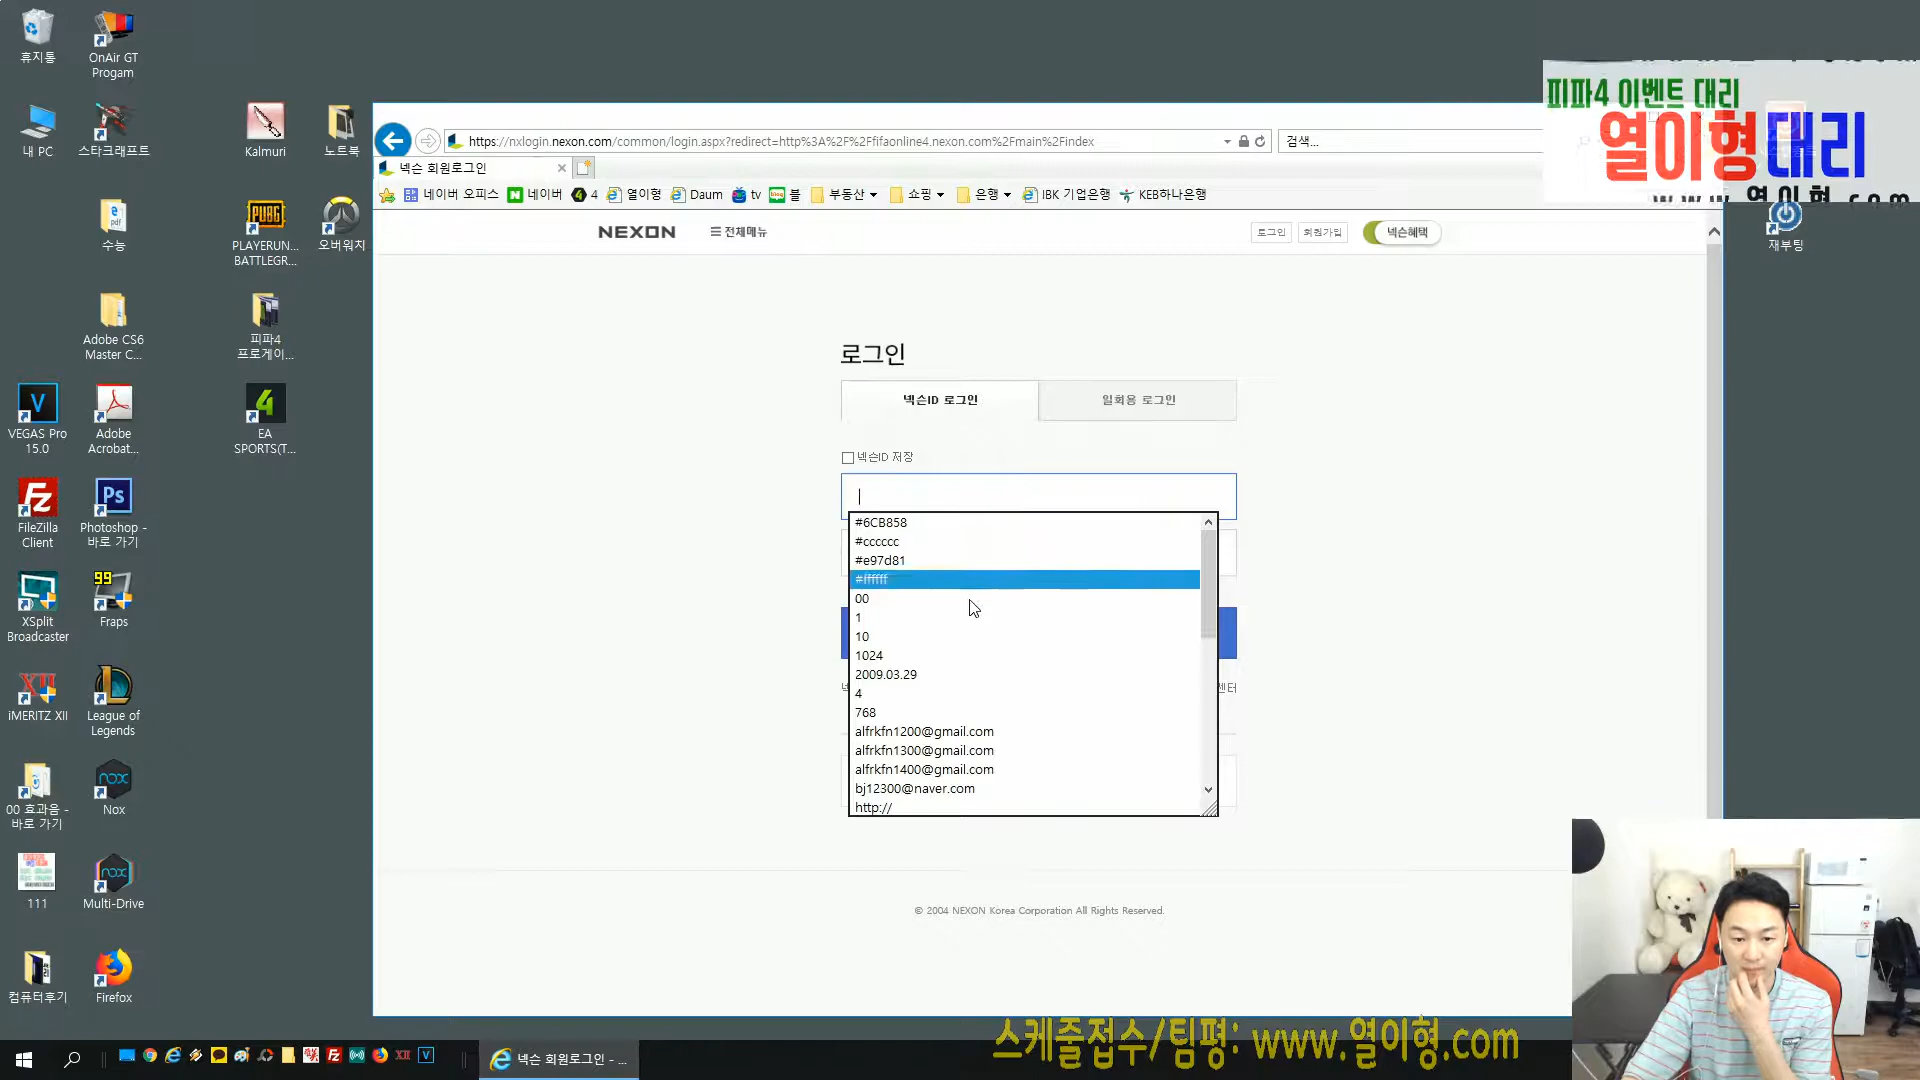 휴지통
OnAir GT
Progam
내 PC
스타크래프트
Kalmuri
노트북
수능
PLAYERUN...
BATTLEGR...
오버워치
Adobe CS6
Master C...
피파4
프로게이...
VEGAS Pro
15.0
Adobe
Acrobat...
EA
SPORTS(T...
FileZilla
Client
Photoshop -
바로 가기
XSplit
Broadcaster
99
Fraps
iMERITZ XII
League of
Legends
00 효과음 -
바로 가기
Nox
111
Multi-Drive
컴퓨터후기
Firefox
재부팅
https://nxlogin.nexon.com/common/login.aspx?redirect=http%3A%2F%2Ffifaonline4.nexon.com%2Fmain%2Findex
검색...
넥슨 회원로그인
네이버 오피스 네이버 4 열이형 Daum tv 블 부동산 쇼핑 은행 IBK 기업은행 KEB하나은행
NEXON 전체메뉴 로그인 회원가입 넥슨혜택
로그인
넥슨ID 로그인 일회용 로그인
넥슨ID 저장
#6CB858
#cccccc
#e97d81
#ffffff
00
1
10
1024
2009.03.29
4
768
alfrkfn1200@gmail.com
alfrkfn1300@gmail.com
alfrkfn1400@gmail.com
bj12300@naver.com
http://
센터
© 2004 NEXON Korea Corporation All Rights Reserved.
피파4 이벤트 대리
열이형대리
스케줄접수/팀평: www.열이형.com
넥슨 회원로그인 - ...